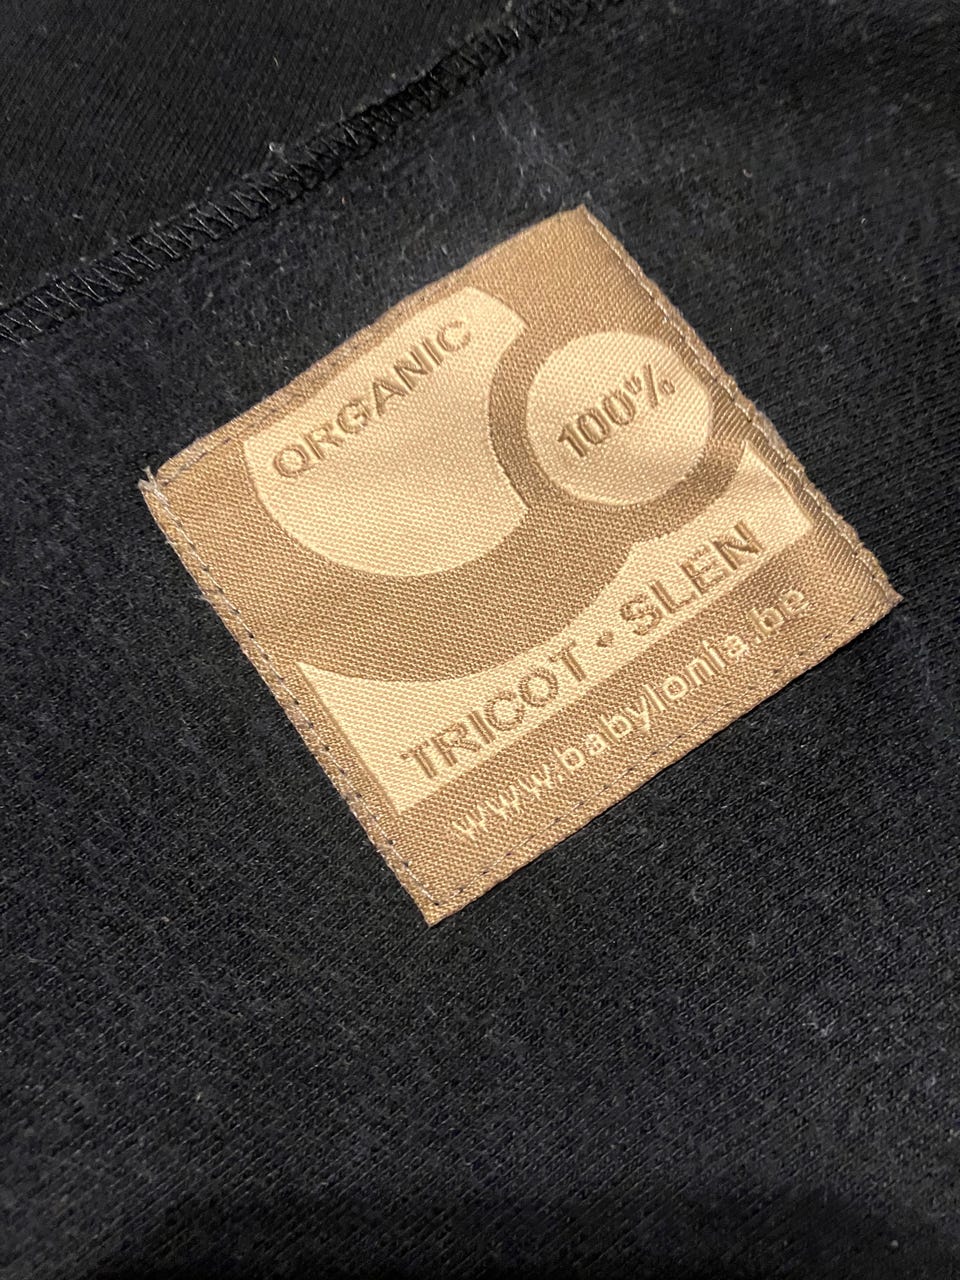 ORGANIC
100%
TRICOT • SLEN
www.babylonia.be